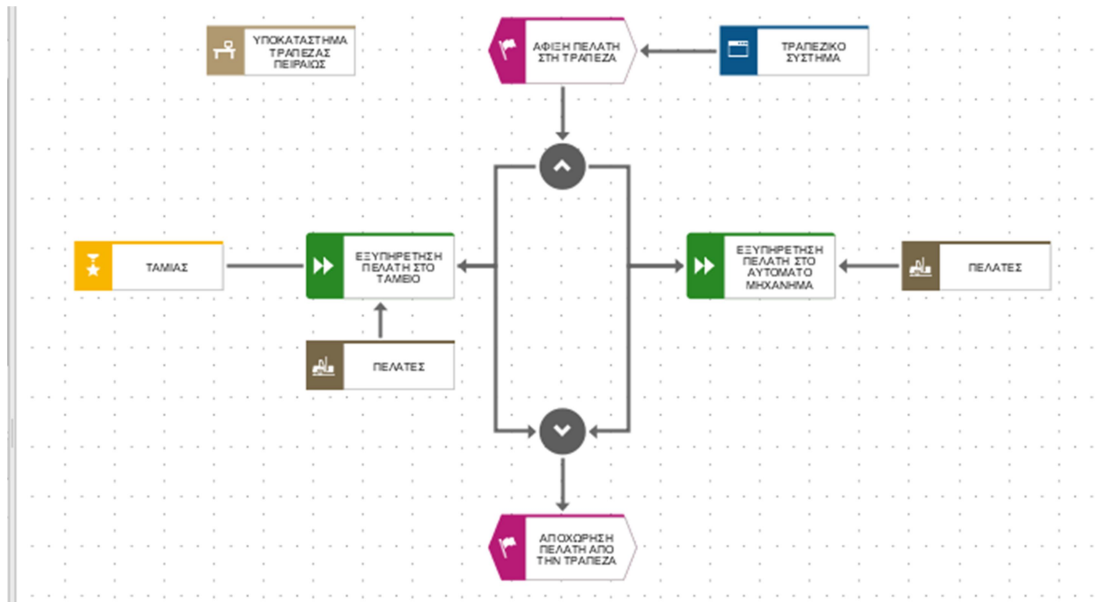 ΥΠΟΚΑΤΑΣΤΗΜΑ
ΤΡΑΠΕΖΑΣ
ΠΕΙΡΑΙΩΣ
ΑΦΙΞΗ ΠΕΛΑΤΗ
ΣΤΗ ΤΡΑΠΕΖΑ
ΤΡΑΠΕΖΙΚΟ
ΣΥΣΤΗΜΑ
ΤΑΜΙΑΣ
ΕΞΥΠΗΡΕΤΗΣΗ
ΠΕΛΑΤΗ ΣΤΟ
ΤΑΜΕΙΟ
ΕΞΥΠΗΡΕΤΗΣΗ
ΠΕΛΑΤΗ ΣΤΟ
ΑΥΤΟΜΑΤΟ
ΜΗΧΑΝΗΜΑ
ΠΕΛΑΤΕΣ
ΠΕΛΑΤΕΣ
ΑΠΟΧΩΡΗΣΗ
ΠΕΛΑΤΗ ΑΠΟ
ΤΗΝ ΤΡΑΠΕΖΑ